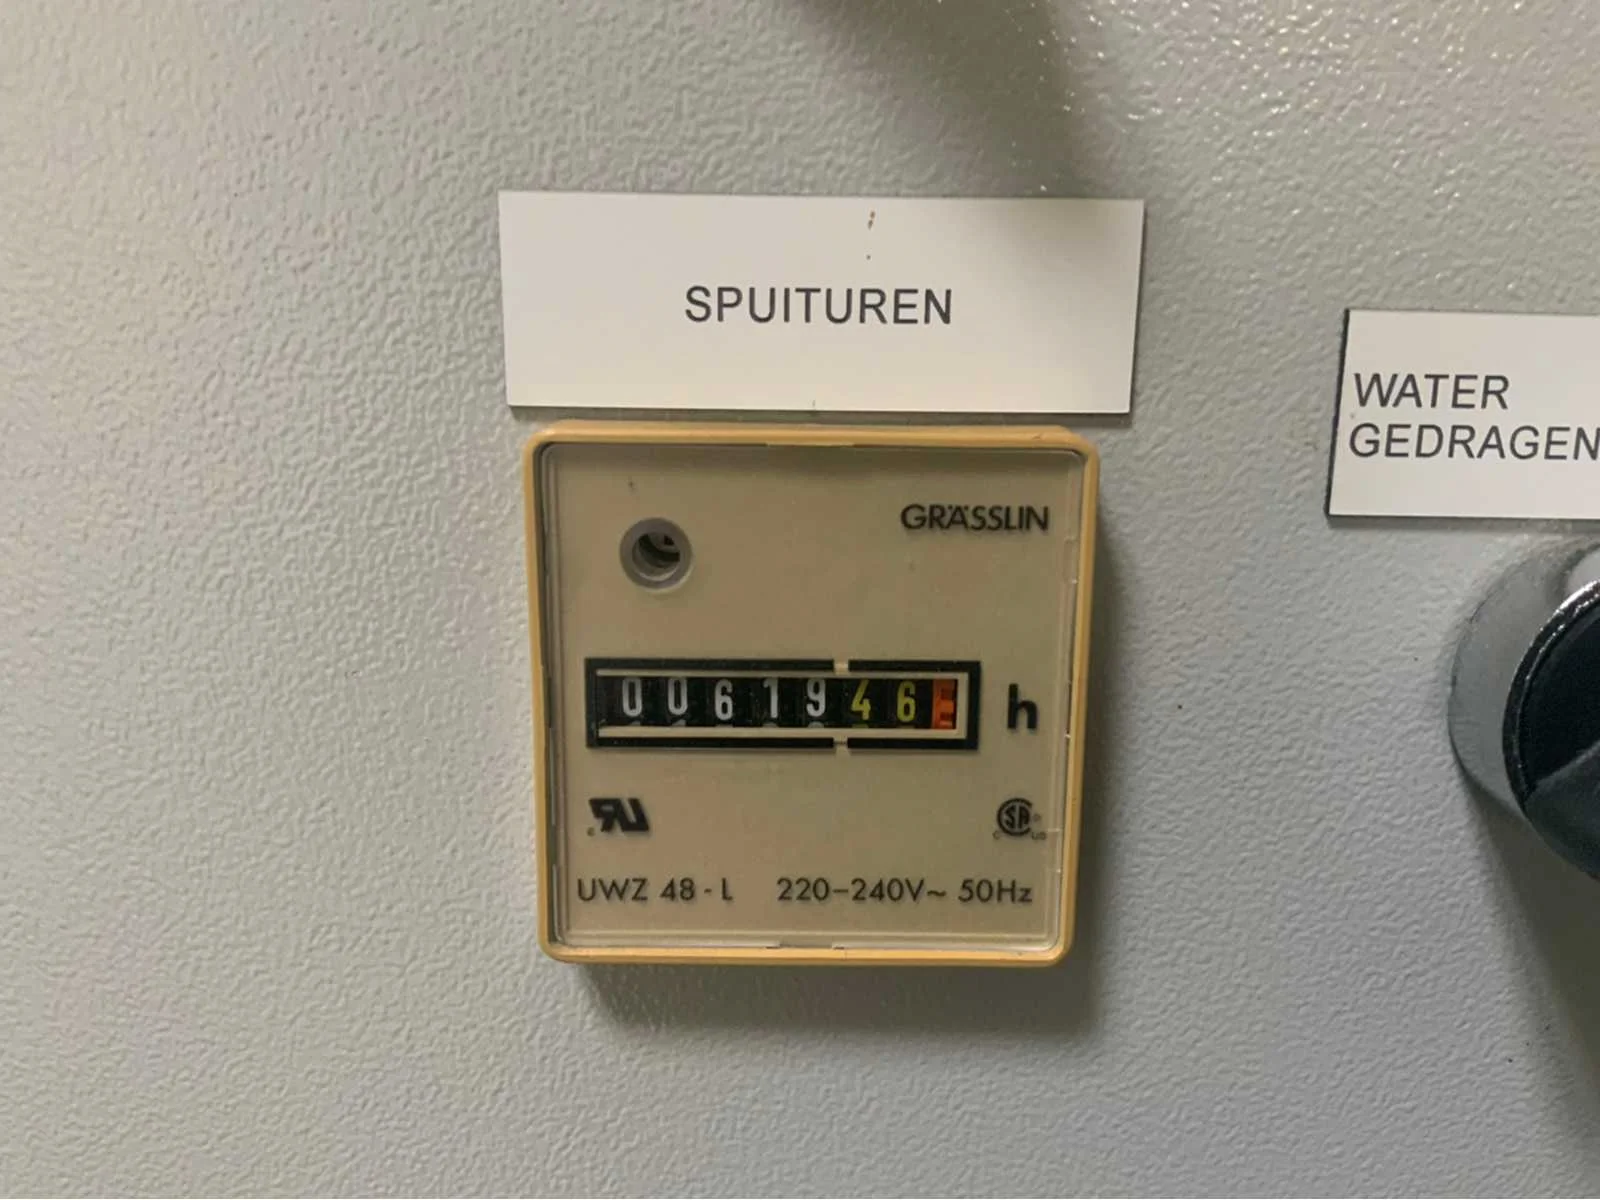 SPUITUREN
WATER
GEDRAGEN
GRÄSSLIN
0061946 h
UWZ 48-L 220-240V~ 50Hz